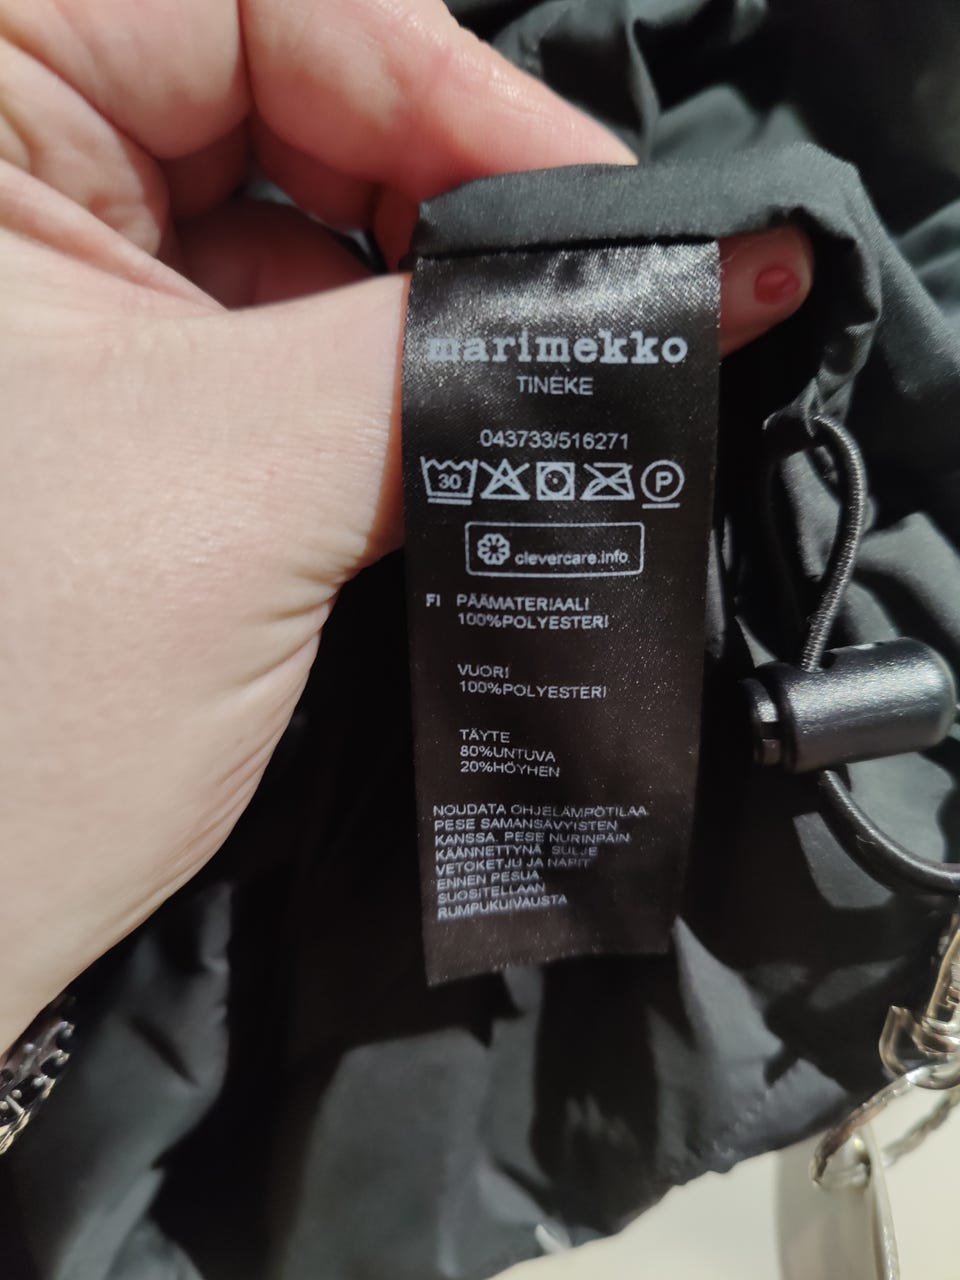 marimekko
TINEKE
043733/516271
30 P
clevercare.info
FI PÄÄMATERIAALI
100%POLYESTERI
VUORI
100%POLYESTERI
TÄYTE
80%UNTUVA
20%HÖYHEN
NOUDATA OHJELÄMPÖTILAA
PESE SAMANSÄVYISTEN
KANSSA. PESE NURINPÄIN
KÄÄNNETTYNÄ. SULJE
VETOKETJU JA NAPIT
ENNEN PESUA
SUOSITELLAAN
RUMPUKUIVAUSTA